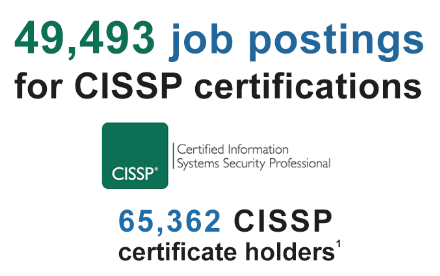 49,493 job postings
for CISSP certifications
CISSP®
Certified Information
Systems Security Professional
65,362 CISSP
certificate holders¹